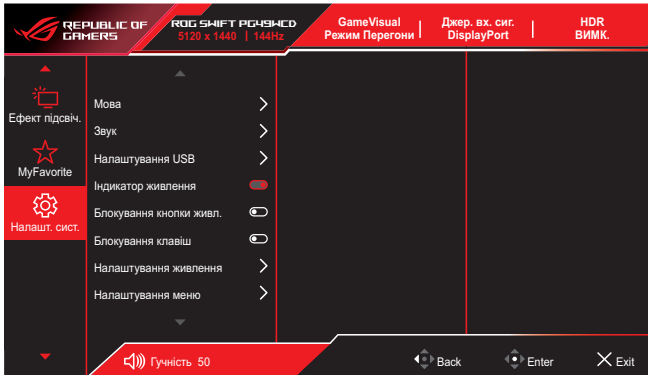 REPUBLIC OF
GAMERS
ROG SWIFT PG49WCD
5120 x 1440 | 144Hz
GameVisual
Режим Перегони
Джер. вх. сиг.
DisplayPort
HDR
ВИМК.
Ефект підсвіч.
MyFavorite
Налашт. сист.
Мова
Звук
Налаштування USB
Індикатор живлення
Блокування кнопки живл.
Блокування клавіш
Налаштування живлення
Налаштування меню
Гучність 50
Back
Enter
Exit